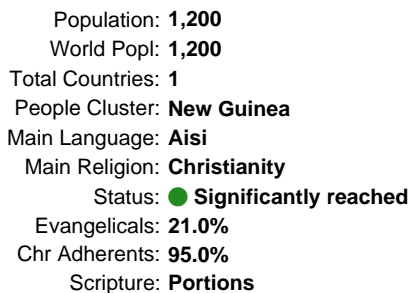 Population: 1,200
World Popl: 1,200
Total Countries: 1
People Cluster: New Guinea
Main Language: Aisi
Main Religion: Christianity
Status: Significantly reached
Evangelicals: 21.0%
Chr Adherents: 95.0%
Scripture: Portions